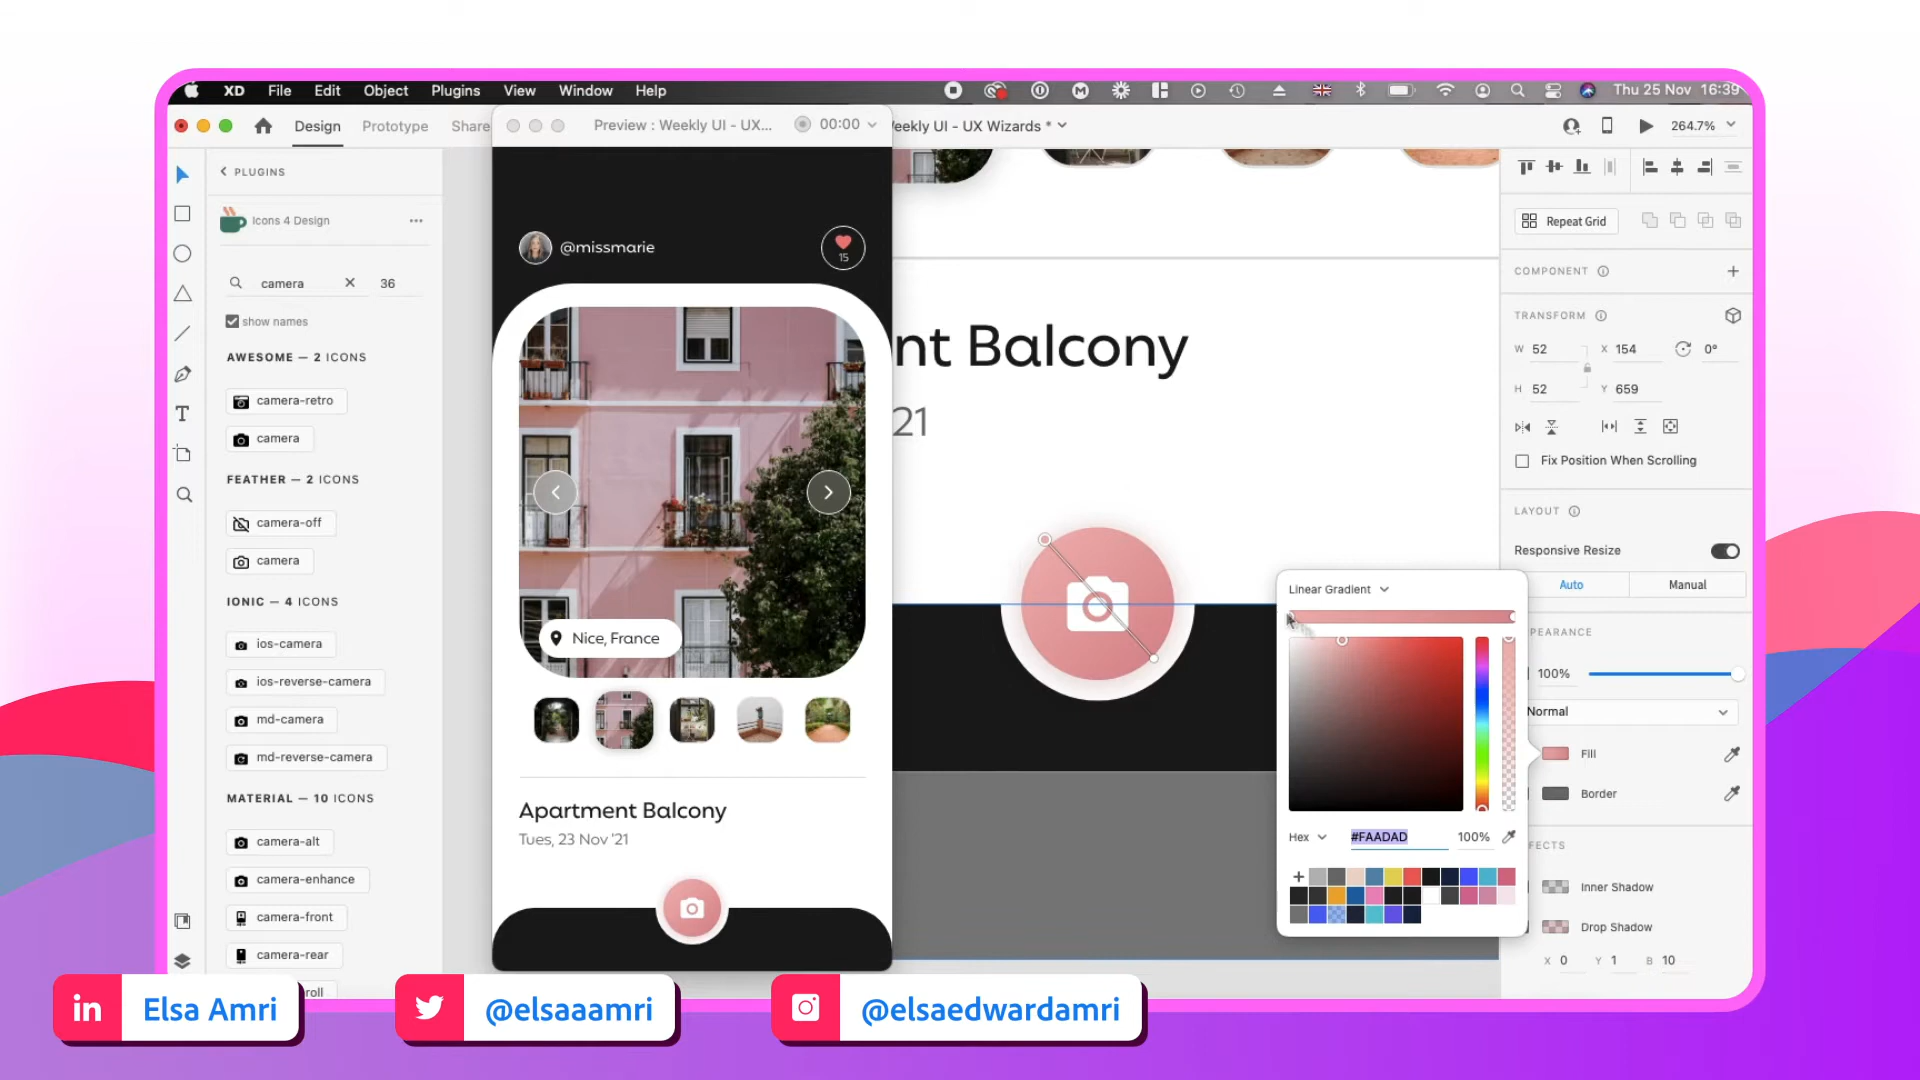 XD File Edit Object Plugins View Window Help Thu 25 Nov 16:39
Design Prototype Share
Preview : Weekly UI - UX... 00:00
eekly UI - UX Wizards *
264.7%
PLUGINS
Icons 4 Design
camera 36
show names
AWESOME — 2 ICONS
camera-retro
camera
FEATHER — 2 ICONS
camera-off
camera
IONIC — 4 ICONS
ios-camera
ios-reverse-camera
md-camera
md-reverse-camera
MATERIAL — 10 ICONS
camera-alt
camera-enhance
camera-front
camera-rear
roll
@missmarie
15
Nice, France
Apartment Balcony
Tues, 23 Nov '21
nt Balcony
21
Linear Gradient
Hex #FAADAD 100%
Repeat Grid
COMPONENT
TRANSFORM
W 52 X 154 0°
H 52 Y 659
Fix Position When Scrolling
LAYOUT
Responsive Resize
Auto Manual
PEARANCE
100%
Normal
Fill
Border
FFECTS
Inner Shadow
Drop Shadow
X 0 Y 1 B 10
in Elsa Amri
@elsaaamri
@elsaedwardamri